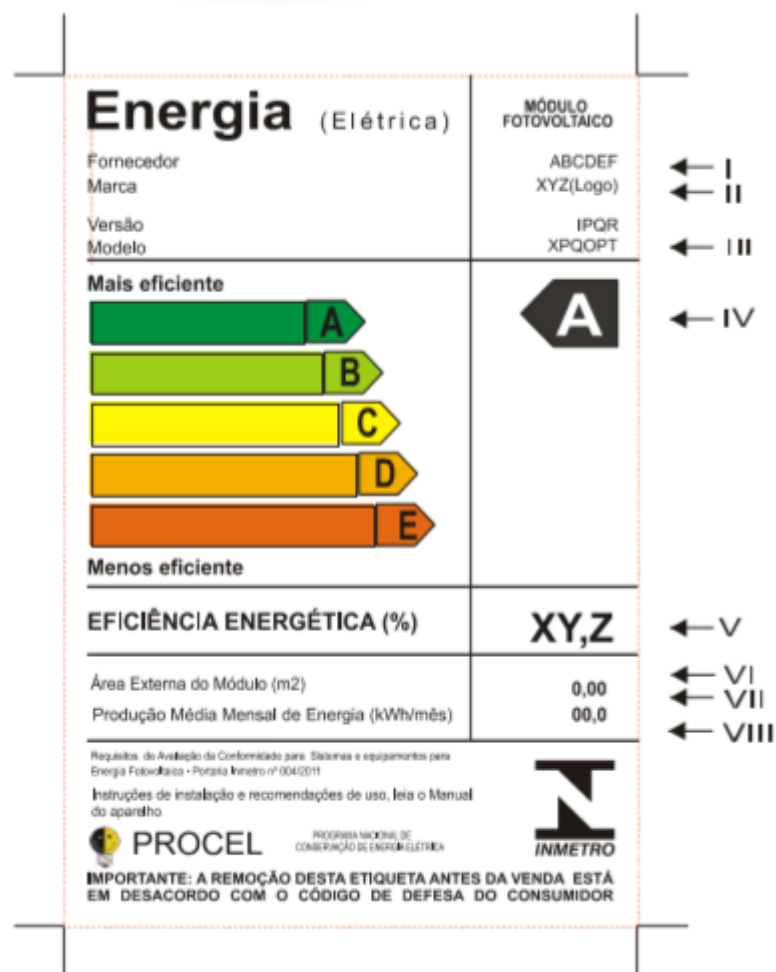 Energia (Elétrica) MÓDULO FOTOVOLTAICO
Fornecedor ABCDEF I
Marca XYZ(Logo) II
Versão IPQR
Modelo XPQOPT III
Mais eficiente
A A IV
B
C
D
E
Menos eficiente
EFICIÊNCIA ENERGÉTICA (%) XY,Z V
VI
Área Externa do Módulo (m2) 0,00 VII
Produção Média Mensal de Energia (kWh/mês) 00,0 VIII
Requisitos de Avaliação da Conformidade para Sistemas e equipamentos para
Energia Fotovoltaica • Portaria Inmetro nº 004/2011
Instruções de instalação e recomendações de uso, leia o Manual
do aparelho
PROCEL PROGRAMA NACIONAL DE CONSERVAÇÃO DE ENERGIA ELÉTRICA
INMETRO
IMPORTANTE: A REMOÇÃO DESTA ETIQUETA ANTES DA VENDA ESTÁ
EM DESACORDO COM O CÓDIGO DE DEFESA DO CONSUMIDOR